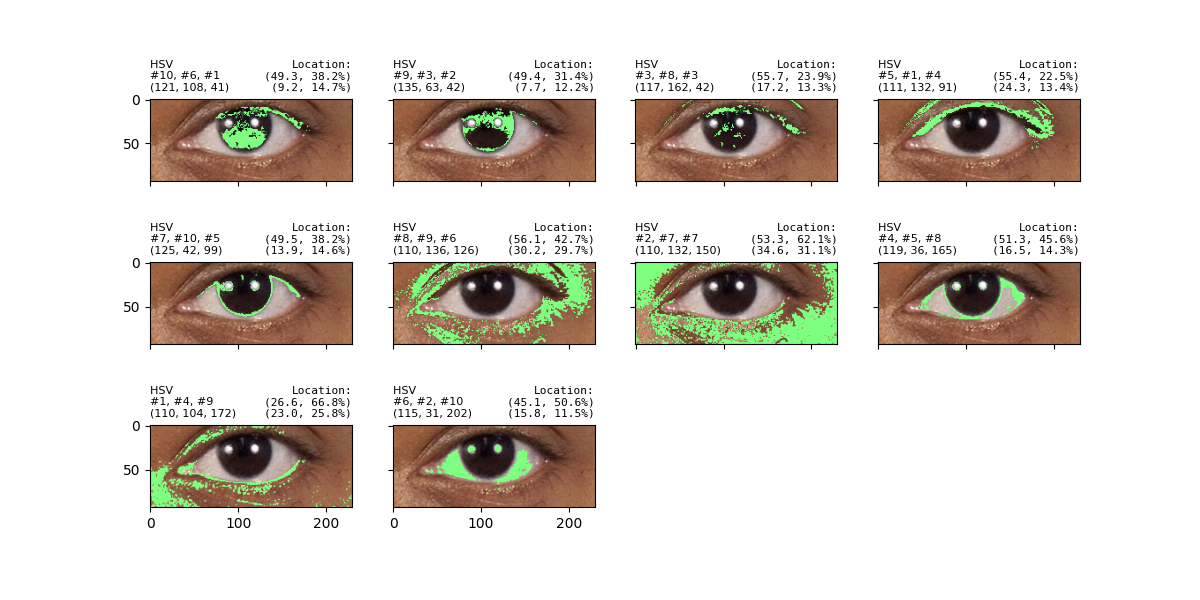 HSV Location:
#10, #6, #1 (49.3, 38.2%)
(121, 108, 41) (9.2, 14.7%)
HSV Location:
#9, #3, #2 (49.4, 31.4%)
(135, 63, 42) (7.7, 12.2%)
HSV Location:
#3, #8, #3 (55.7, 23.9%)
(117, 162, 42) (17.2, 13.3%)
HSV Location:
#5, #1, #4 (55.4, 22.5%)
(111, 132, 91) (24.3, 13.4%)
0
50
HSV Location:
#7, #10, #5 (49.5, 38.2%)
(125, 42, 99) (13.9, 14.6%)
HSV Location:
#8, #9, #6 (56.1, 42.7%)
(110, 136, 126) (30.2, 29.7%)
HSV Location:
#2, #7, #7 (53.3, 62.1%)
(110, 132, 150) (34.6, 31.1%)
HSV Location:
#4, #5, #8 (51.3, 45.6%)
(119, 36, 165) (16.5, 14.3%)
0
50
HSV Location:
#1, #4, #9 (26.6, 66.8%)
(110, 104, 172) (23.0, 25.8%)
HSV Location:
#6, #2, #10 (45.1, 50.6%)
(115, 31, 202) (15.8, 11.5%)
0
50
0 100 200
0 100 200